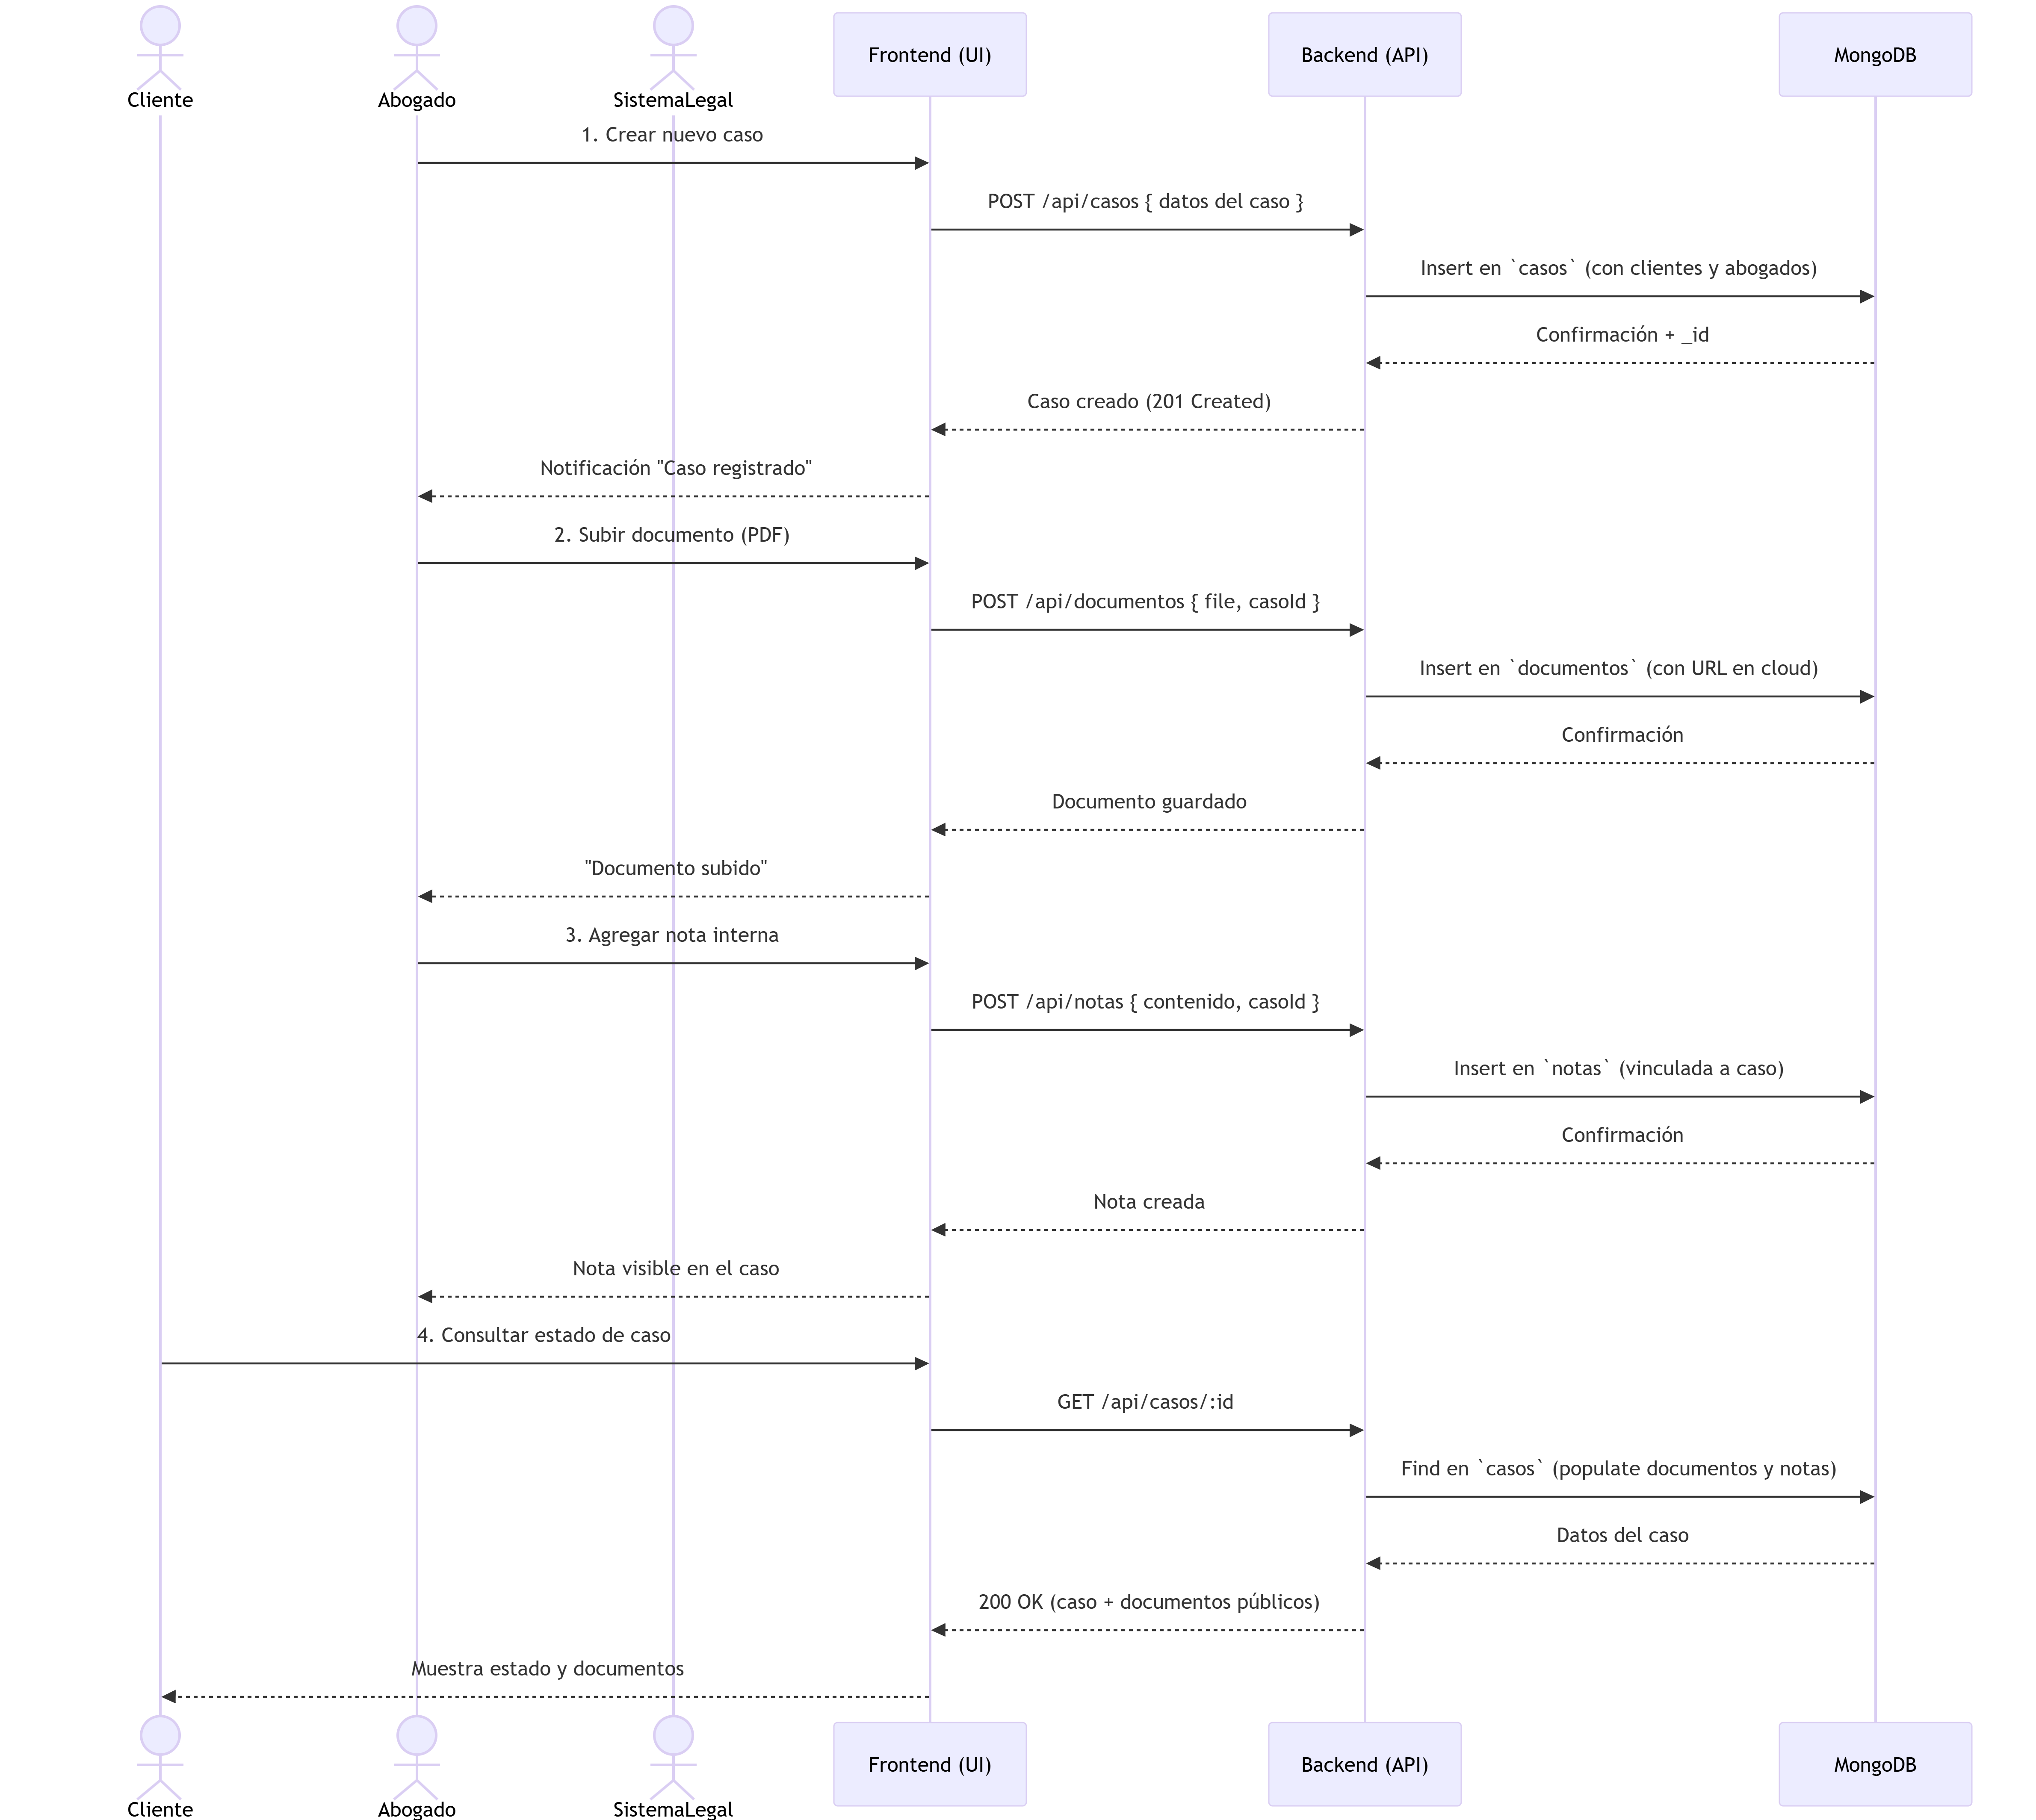 Cliente
Abogado
SistemaLegal
Frontend (UI)
Backend (API)
MongoDB
1. Crear nuevo caso
POST /api/casos { datos del caso }
Insert en `casos` (con clientes y abogados)
Confirmación + _id
Caso creado (201 Created)
Notificación "Caso registrado"
2. Subir documento (PDF)
POST /api/documentos { file, casoId }
Insert en `documentos` (con URL en cloud)
Confirmación
Documento guardado
"Documento subido"
3. Agregar nota interna
POST /api/notas { contenido, casoId }
Insert en `notas` (vinculada a caso)
Confirmación
Nota creada
Nota visible en el caso
4. Consultar estado de caso
GET /api/casos/:id
Find en `casos` (populate documentos y notas)
Datos del caso
200 OK (caso + documentos públicos)
Muestra estado y documentos
Cliente
Abogado
SistemaLegal
Frontend (UI)
Backend (API)
MongoDB